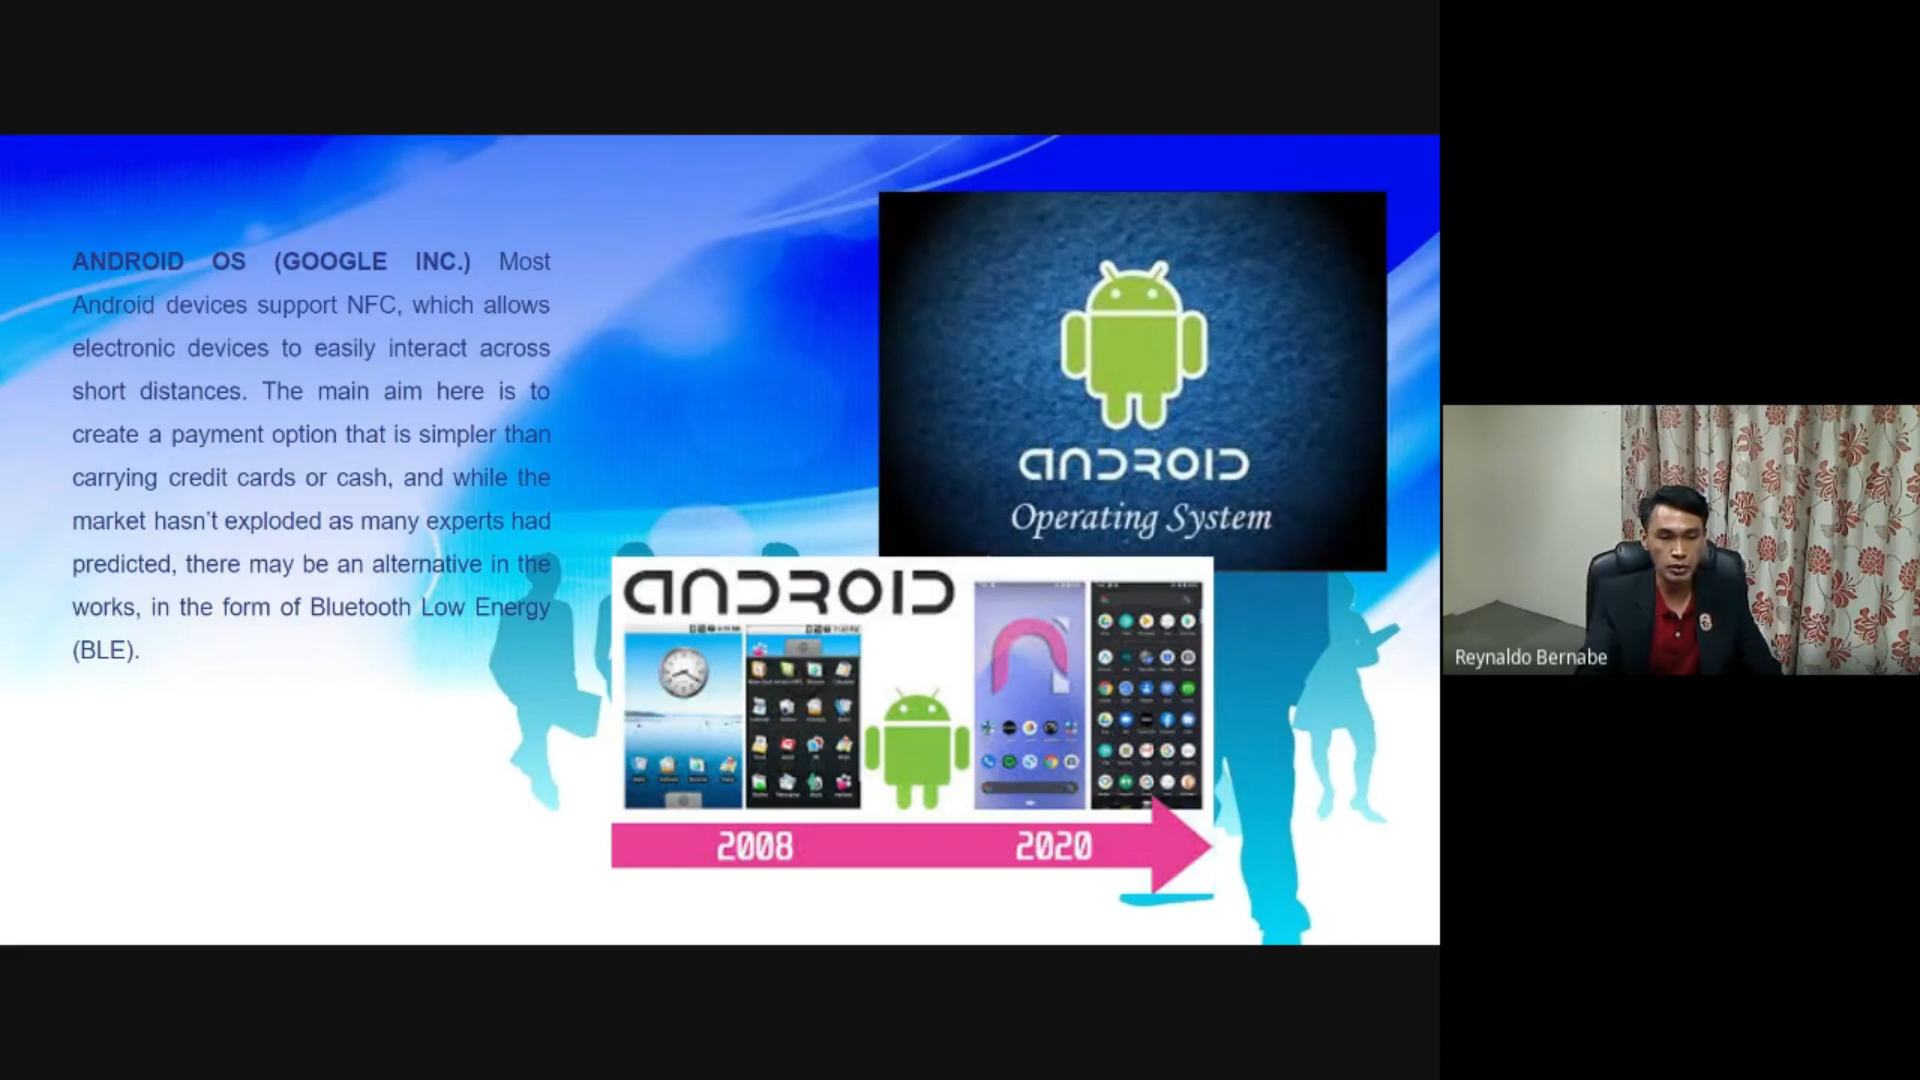 ANDROID OS (GOOGLE INC.) Most
Android devices support NFC, which allows
electronic devices to easily interact across
short distances. The main aim here is to
create a payment option that is simpler than
carrying credit cards or cash, and while the
market hasn’t exploded as many experts had
predicted, there may be an alternative in the
works, in the form of Bluetooth Low Energy
(BLE).
ANDROID
Operating System
ANDROID
2008
2020
Reynaldo Bernabe